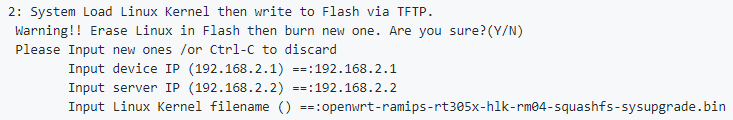 2: System Load Linux Kernel then write to Flash via TFTP.
Warning!! Erase Linux in Flash then burn new one. Are you sure?(Y/N)
Please Input new ones /or Ctrl-C to discard
Input device IP (192.168.2.1) ==:192.168.2.1
Input server IP (192.168.2.2) ==:192.168.2.2
Input Linux Kernel filename () ==:openwrt-ramips-rt305x-hlk-rm04-squashfs-sysupgrade.bin